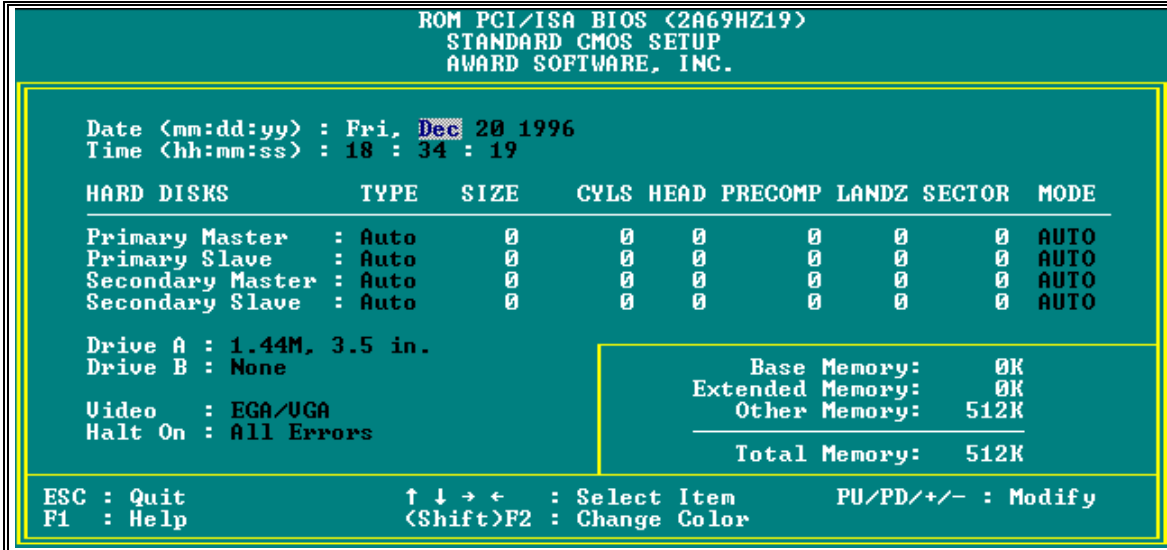 ROM PCI/ISA BIOS (2A69HZ19)
STANDARD CMOS SETUP
AWARD SOFTWARE, INC.
Date (mm:dd:yy) : Fri, Dec 20 1996
Time (hh:mm:ss) : 18 : 34 : 19
HARD DISKS TYPE SIZE CYLS HEAD PRECOMP LANDZ SECTOR MODE
Primary Master : Auto 0 0 0 0 0 0 AUTO
Primary Slave : Auto 0 0 0 0 0 0 AUTO
Secondary Master : Auto 0 0 0 0 0 0 AUTO
Secondary Slave : Auto 0 0 0 0 0 0 AUTO
Drive A : 1.44M, 3.5 in.
Drive B : None
Video : EGA/VGA
Halt On : All Errors
Base Memory: 0K
Extended Memory: 0K
Other Memory: 512K
Total Memory: 512K
ESC : Quit ↑ ↓ → ← : Select Item PU/PD/+/- : Modify
F1 : Help (Shift)F2 : Change Color